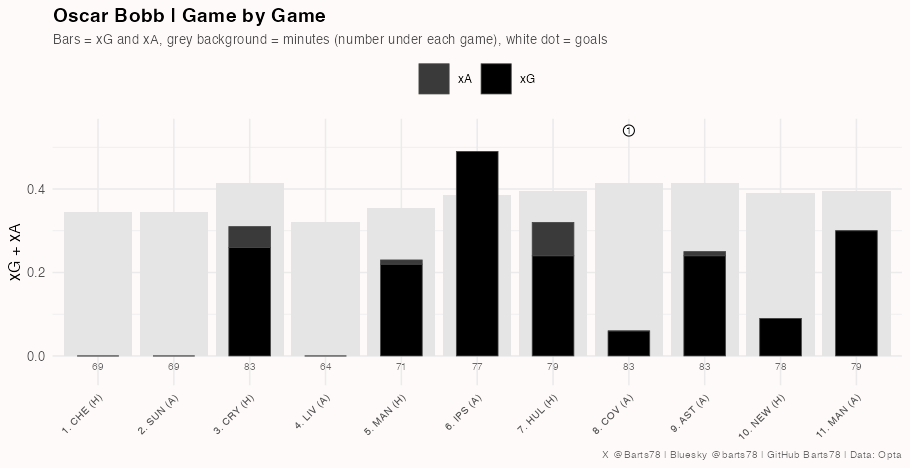 Oscar Bobb | Game by Game
Bars = xG and xA, grey background = minutes (number under each game), white dot = goals
xA xG
1
xG + xA
0.4
0.2
0.0
69 69 83 64 71 77 79 83 83 78 79
1. CHE (H) 2. SUN (A) 3. CRY (H) 4. LIV (A) 5. MAN (H) 6. IPS (A) 7. HUL (H) 8. COV (A) 9. AST (A) 10. NEW (H) 11. MAN (A)
X @Barts78 | Bluesky @barts78 | GitHub Barts78 | Data: Opta